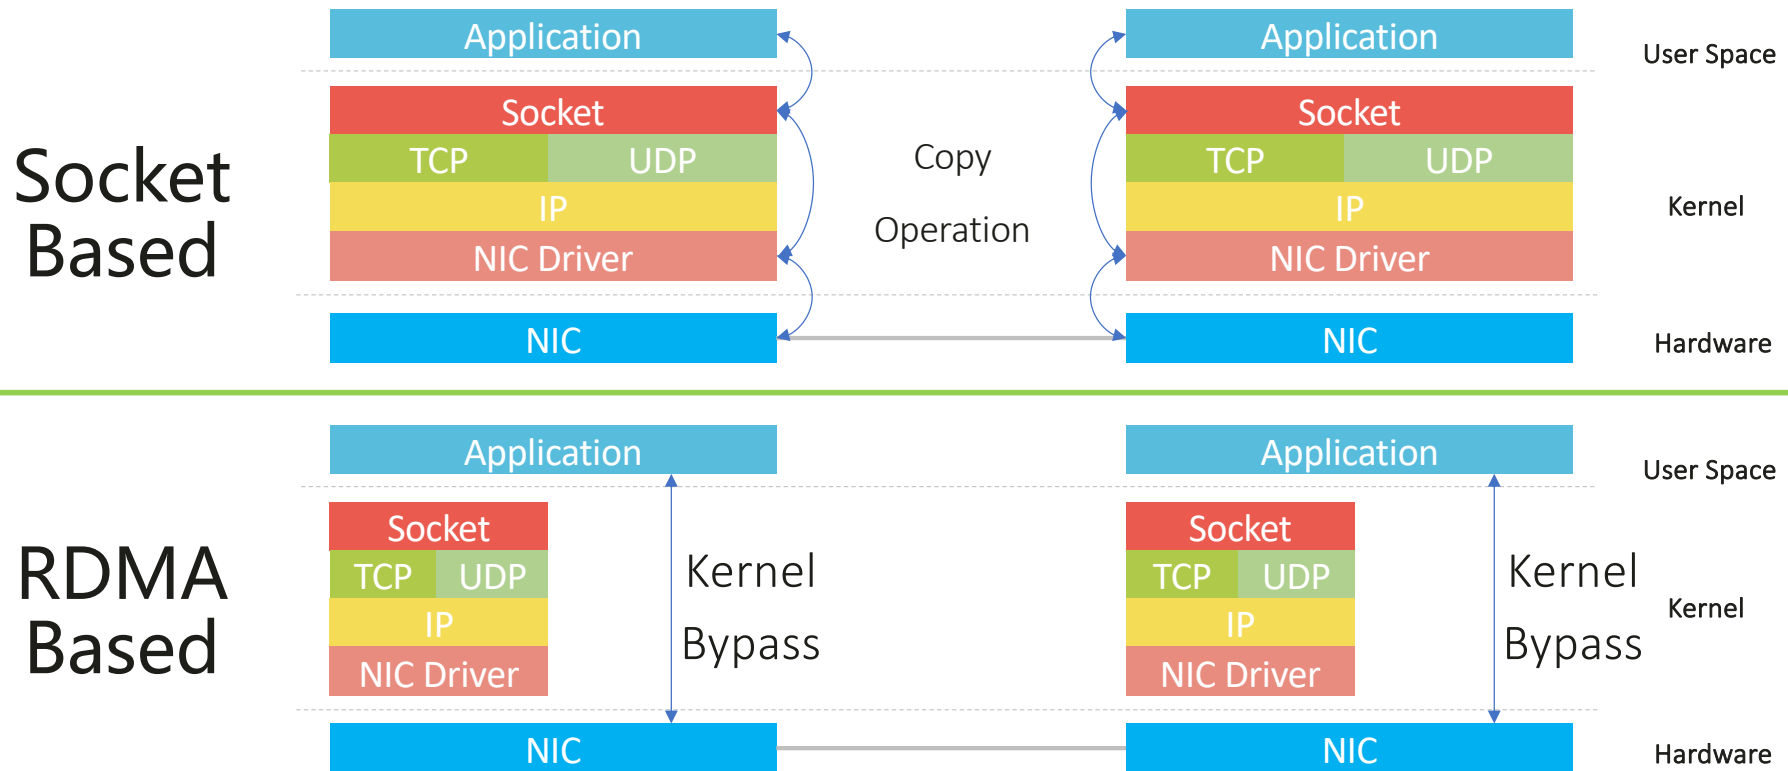 Application
Application
User Space
Socket
Socket
Socket
Based
TCP
UDP
Copy
TCP
UDP
IP
Operation
IP
Kernel
NIC Driver
NIC Driver
NIC
NIC
Hardware
Application
Application
User Space
RDMA
Based
Socket
Socket
TCP
UDP
Kernel
Bypass
TCP
UDP
Kernel
Bypass
Kernel
IP
IP
NIC Driver
NIC Driver
NIC
NIC
Hardware